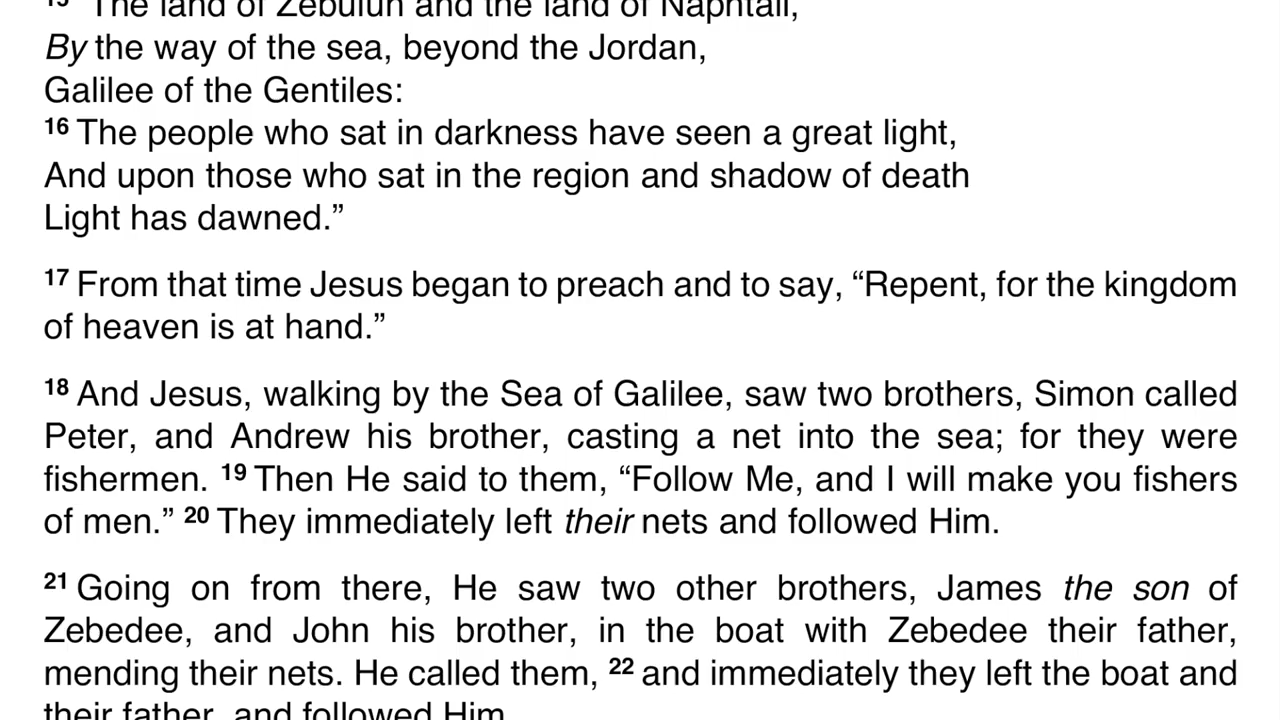 15 “The land of Zebulun and the land of Naphtali,
By the way of the sea, beyond the Jordan,
Galilee of the Gentiles:
16 The people who sat in darkness have seen a great light,
And upon those who sat in the region and shadow of death
Light has dawned.”
17 From that time Jesus began to preach and to say, “Repent, for the kingdom
of heaven is at hand.”
18 And Jesus, walking by the Sea of Galilee, saw two brothers, Simon called
Peter, and Andrew his brother, casting a net into the sea; for they were
fishermen. 19 Then He said to them, “Follow Me, and I will make you fishers
of men.” 20 They immediately left their nets and followed Him.
21 Going on from there, He saw two other brothers, James the son of
Zebedee, and John his brother, in the boat with Zebedee their father,
mending their nets. He called them, 22 and immediately they left the boat and
their father, and followed Him.